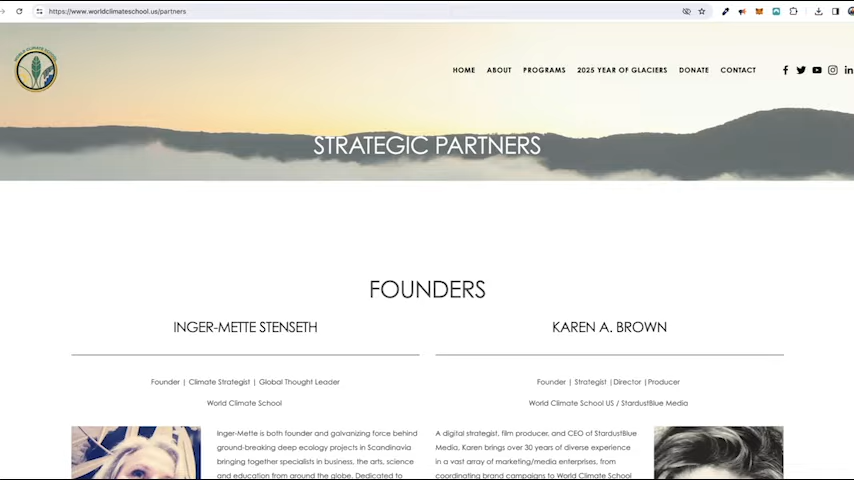 https://www.worldclimateschool.us/partners
WORLD CLIMATE SCHOOL
HOME ABOUT PROGRAMS 2025 YEAR OF GLACIERS DONATE CONTACT
STRATEGIC PARTNERS
FOUNDERS
INGER-METTE STENSETH
Founder | Climate Strategist | Global Thought Leader
World Climate School
Inger-Mette is both founder and galvanizing force behind
ground-breaking deep ecology projects in Scandinavia
bringing together specialists in business, the arts, science
and education from around the globe. Dedicated to
KAREN A. BROWN
Founder | Strategist |Director |Producer
World Climate School US / StardustBlue Media
A digital strategist, film producer, and CEO of StardustBlue
Media, Karen brings over 30 years of diverse experience
in a vast array of marketing/media enterprises, from
coordinating brand campaigns to World Climate School